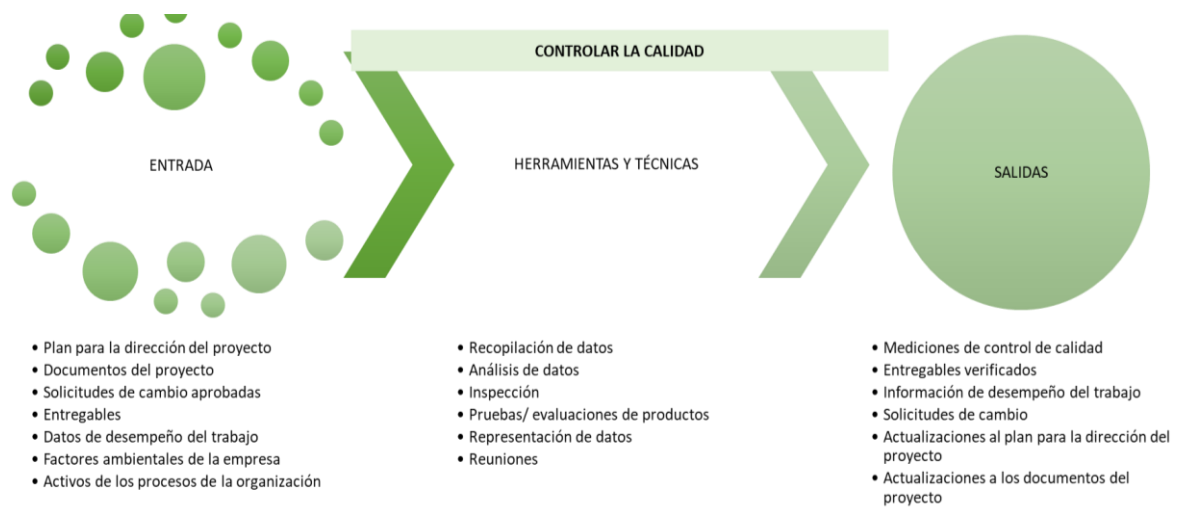 CONTROLAR LA CALIDAD
ENTRADA
HERRAMIENTAS Y TÉCNICAS
SALIDAS
• Plan para la dirección del proyecto
• Documentos del proyecto
• Solicitudes de cambio aprobadas
• Entregables
• Datos de desempeño del trabajo
• Factores ambientales de la empresa
• Activos de los procesos de la organización
• Recopilación de datos
• Análisis de datos
• Inspección
• Pruebas/ evaluaciones de productos
• Representación de datos
• Reuniones
• Mediciones de control de calidad
• Entregables verificados
• Información de desempeño del trabajo
• Solicitudes de cambio
• Actualizaciones al plan para la dirección del
proyecto
• Actualizaciones a los documentos del
proyecto